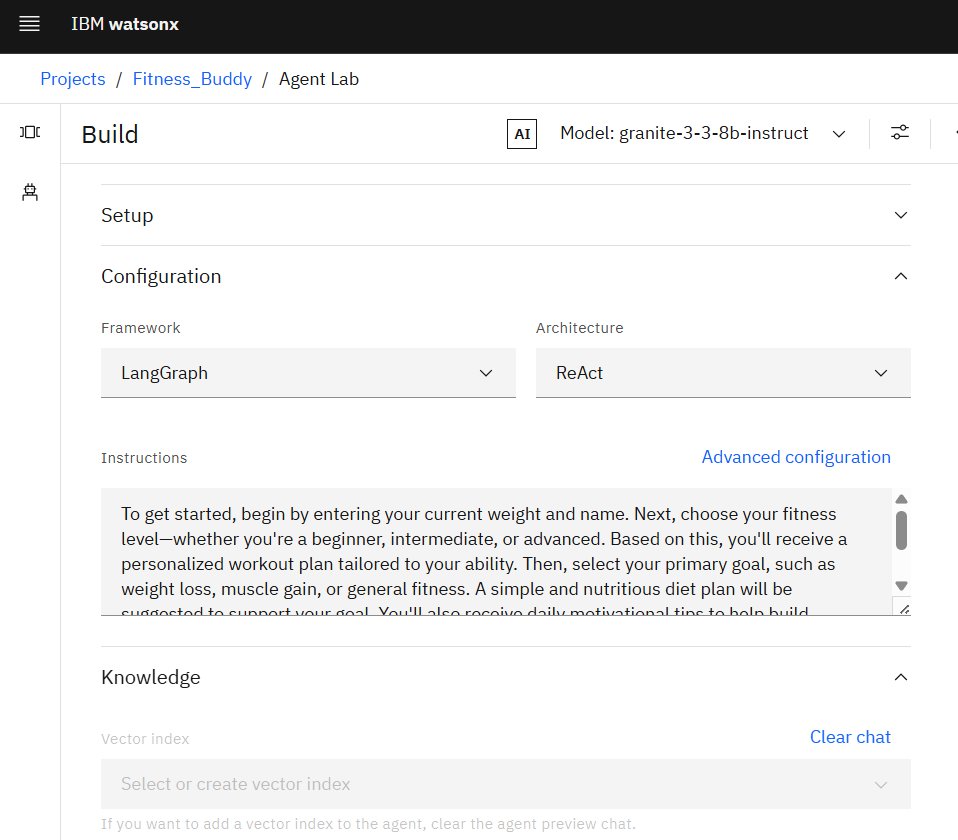 IBM watsonx
Projects / Fitness_Buddy / Agent Lab
Build
AI
Model: granite-3-3-8b-instruct
Setup
Configuration
Framework
Architecture
LangGraph
ReAct
Instructions
Advanced configuration
To get started, begin by entering your current weight and name. Next, choose your fitness
level—whether you're a beginner, intermediate, or advanced. Based on this, you'll receive a
personalized workout plan tailored to your ability. Then, select your primary goal, such as
weight loss, muscle gain, or general fitness. A simple and nutritious diet plan will be
suggested to support your goal. You'll also receive daily motivational tips to help build
Knowledge
Vector index
Clear chat
Select or create vector index
If you want to add a vector index to the agent, clear the agent preview chat.